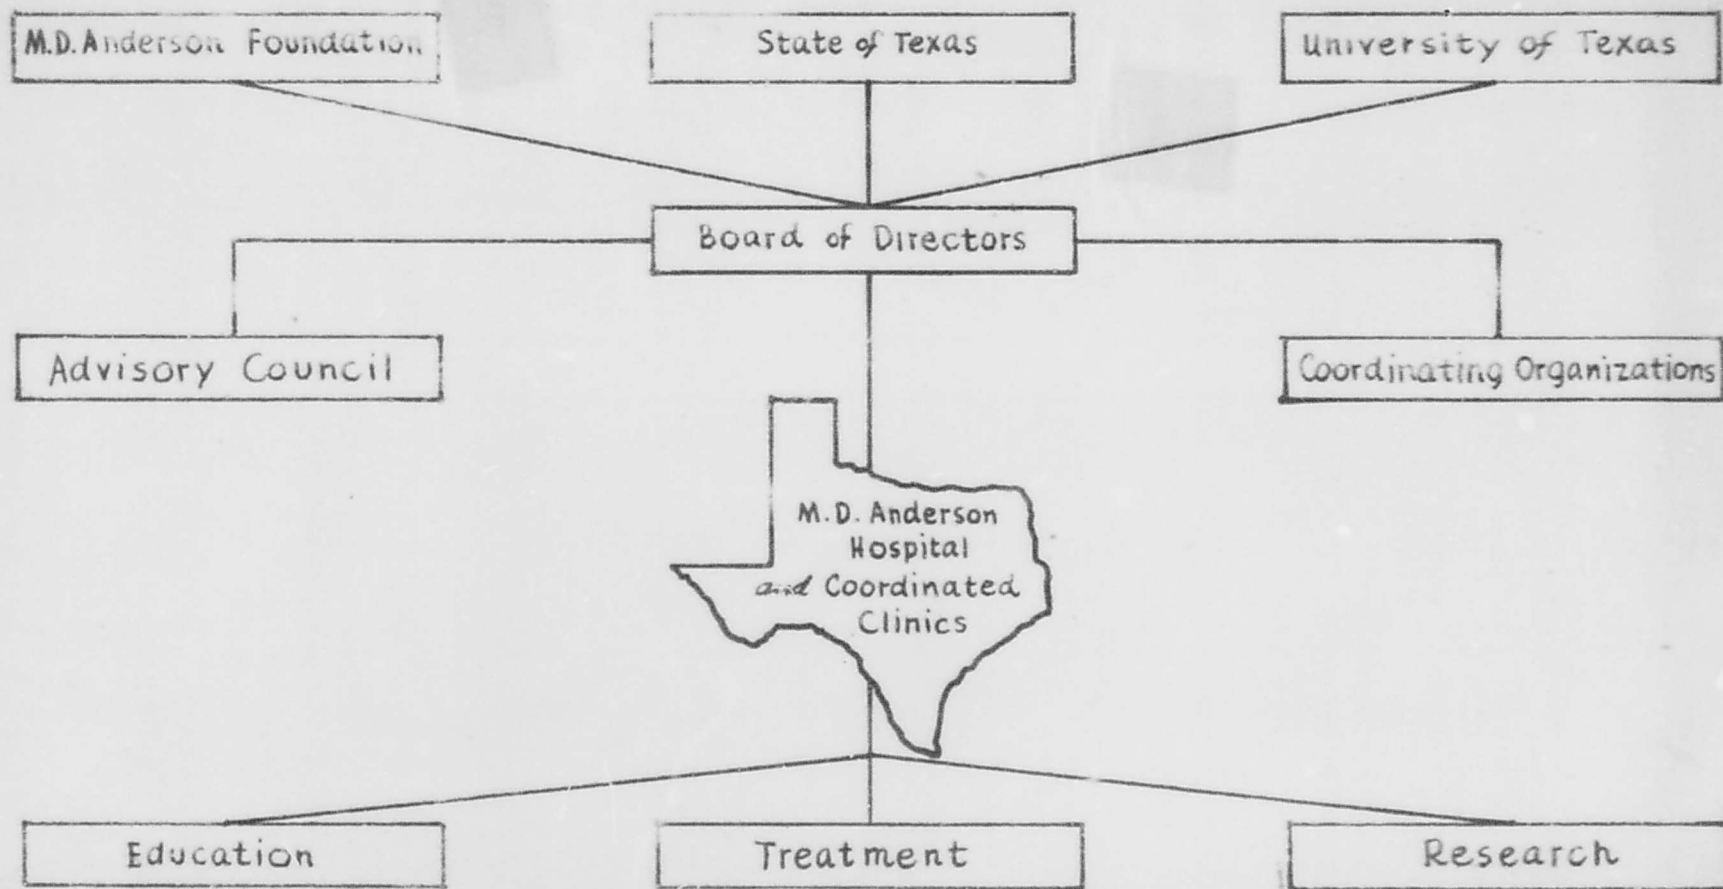 M.D. Anderson Foundation
State of Texas
University of Texas
Board of Directors
Advisory Council
Coordinating Organizations
M.D. Anderson
Hospital
and Coordinated
Clinics
Education
Treatment
Research